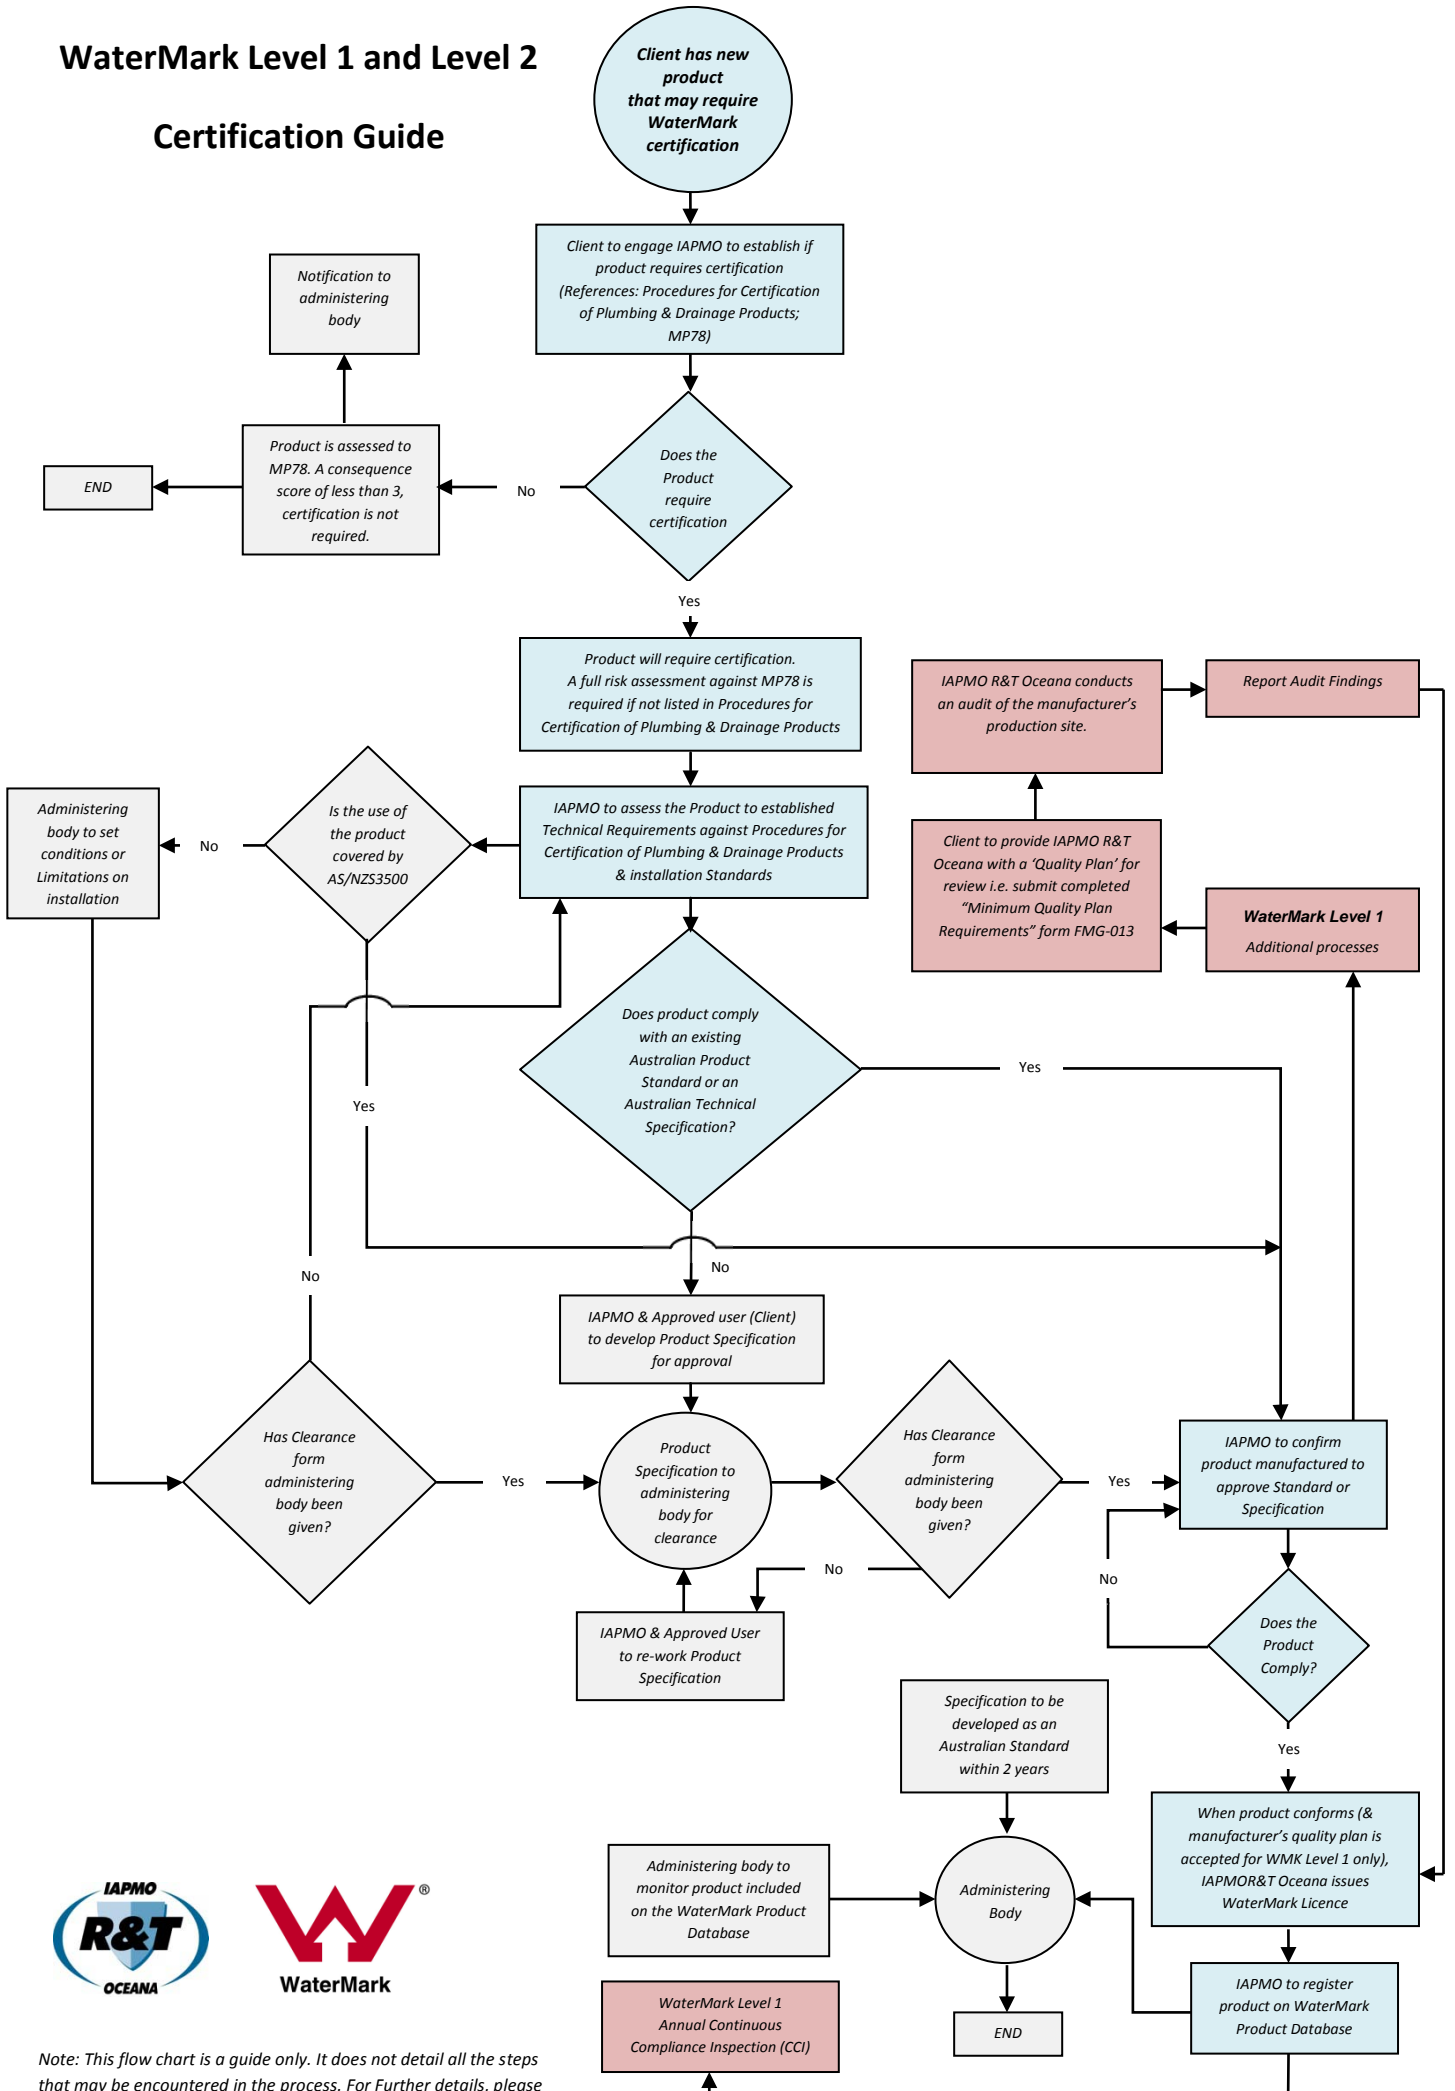 WaterMark Level 1 and Level 2
Certification Guide
Client has new
product
that may require
WaterMark
certification
Client to engage IAPMO to establish if
product requires certification
(References: Procedures for Certification
of Plumbing & Drainage Products;
MP78)
Notification to
administering
body
Does the
Product
require
certification
No
Product is assessed to
MP78. A consequence
score of less than 3,
certification is not
required.
END
Yes
Product will require certification.
A full risk assessment against MP78 is
required if not listed in Procedures for
Certification of Plumbing & Drainage Products
IAPMO R&T Oceana conducts
an audit of the manufacturer's
production site.
Report Audit Findings
Administering
body to set
conditions or
Limitations on
installation
No
Is the use of
the product
covered by
AS/NZS3500
IAPMO to assess the Product to established
Technical Requirements against Procedures for
Certification of Plumbing & Drainage Products
& installation Standards
Client to provide IAPMO R&T
Oceana with a ‘Quality Plan’ for
review i.e. submit completed
“Minimum Quality Plan
Requirements” form FMG-013
WaterMark Level 1
Additional processes
Does product comply
with an existing
Australian Product
Standard or an
Australian Technical
Specification?
Yes
Yes
No
No
IAPMO & Approved user (Client)
to develop Product Specification
for approval
Has Clearance
form
administering
body been
given?
Yes
Product
Specification to
administering
body for
clearance
Has Clearance
form
administering
body been
given?
Yes
IAPMO to confirm
product manufactured to
approve Standard or
Specification
No
No
IAPMO & Approved User
to re-work Product
Specification
Does the
Product
Comply?
Yes
Specification to be
developed as an
Australian Standard
within 2 years
When product conforms (&
manufacturer's quality plan is
accepted for WMK Level 1 only),
IAPMOR&T Oceana issues
WaterMark Licence
Administering body to
monitor product included
on the WaterMark Product
Database
Administering
Body
IAPMO
R&T
OCEANA
®
WaterMark
WaterMark Level 1
Annual Continuous
Compliance Inspection (CCI)
END
IAPMO to register
product on WaterMark
Product Database
Note: This flow chart is a guide only. It does not detail all the steps
that may be encountered in the process. For Further details, please